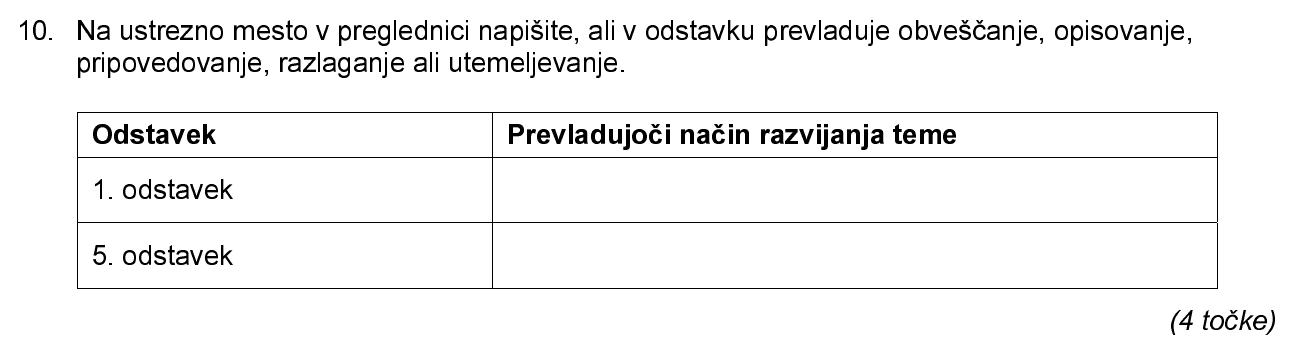 10. Na ustrezno mesto v preglednici napišite, ali v odstavku prevladuje obveščanje, opisovanje,
pripovedovanje, razlaganje ali utemeljevanje.
Odstavek Prevladujoči način razvijanja teme
1. odstavek
5. odstavek
(4 točke)